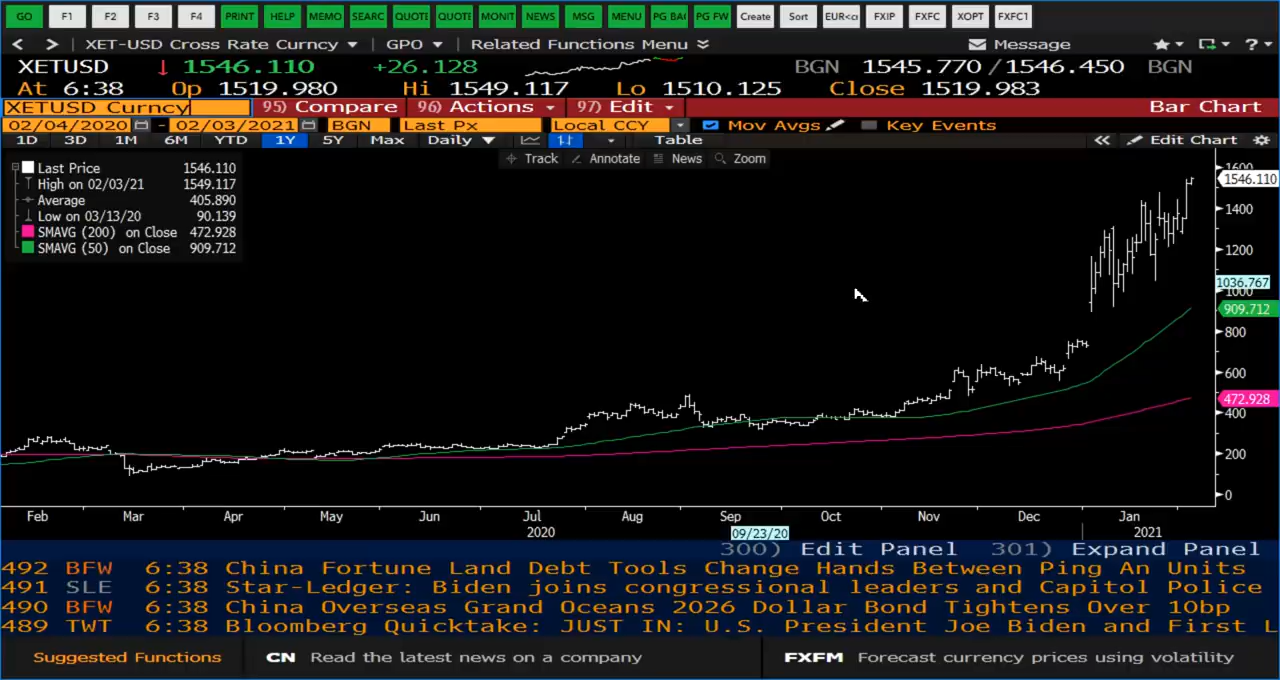 GO F1 F2 F3 F4 PRINT HELP MEMO SEARC QUOTE QUOTE MONIT NEWS MSG MENU PG BAI PG FW Create Sort EUR<cı FXIP FXFC XOPT FXFC1
< > XET-USD Cross Rate Curncy GPO Related Functions Menu Message ?
XETUSD ↓ 1546.110 +26.128 BGN 1545.770 /1546.450 BGN
At 6:38 Op 1519.980 Hi 1549.117 Lo 1510.125 Close 1519.983
XETUSD Curncy 95) Compare 96) Actions 97) Edit Bar Chart
02/04/2020 - 02/03/2021 BGN Last Px Local CCY Mov Avgs Key Events
1D 3D 1M 6M YTD 1Y 5Y Max Daily Table « Edit Chart
Track Annotate News Zoom
Last Price 1546.110
High on 02/03/21 1549.117
Average 405.890
Low on 03/13/20 90.139
SMAVG (200) on Close 472.928
SMAVG (50) on Close 909.712
1600
1546.110
1400
1200
1036.767
1000
909.712
800
600
472.928
400
200
0
Feb Mar Apr May Jun Jul Aug Sep Oct Nov Dec Jan
2020 09/23/20 2021
300) Edit Panel 301) Expand Panel
492 BFW 6:38 China Fortune Land Debt Tools Change Hands Between Ping An Units
491 SLE 6:38 Star-Ledger: Biden joins congressional leaders and Capitol Police
490 BFW 6:38 China Overseas Grand Oceans 2026 Dollar Bond Tightens Over 10bp
489 TWT 6:38 Bloomberg Quicktake: JUST IN: U.S. President Joe Biden and First L
Suggested Functions CN Read the latest news on a company FXFM Forecast currency prices using volatility